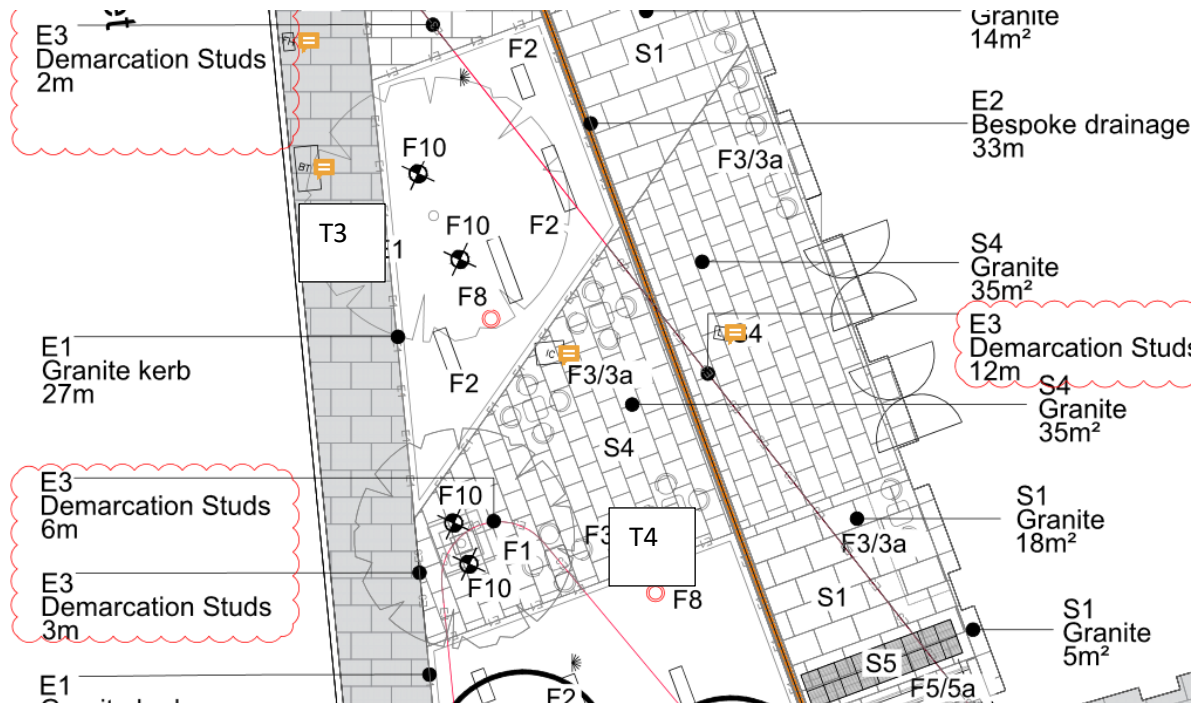 E3
Demarcation Studs
2m
F2
S1
Granite
14m²
E2
Bespoke drainage
33m
F10
F3/3a
BT
F2
T3
E1
F10
S4
Granite
35m²
F8
E3
Demarcation Studs
12m
S4
E1
Granite kerb
27m
IC
F3/3a
F2
S4
Granite
35m²
S4
E3
Demarcation Studs
6m
F10
S1
Granite
18m²
F1
F3
T4
F3/3a
E3
Demarcation Studs
3m
F10
F8
S1
S1
Granite
5m²
S5
E1
F2
F5/5a